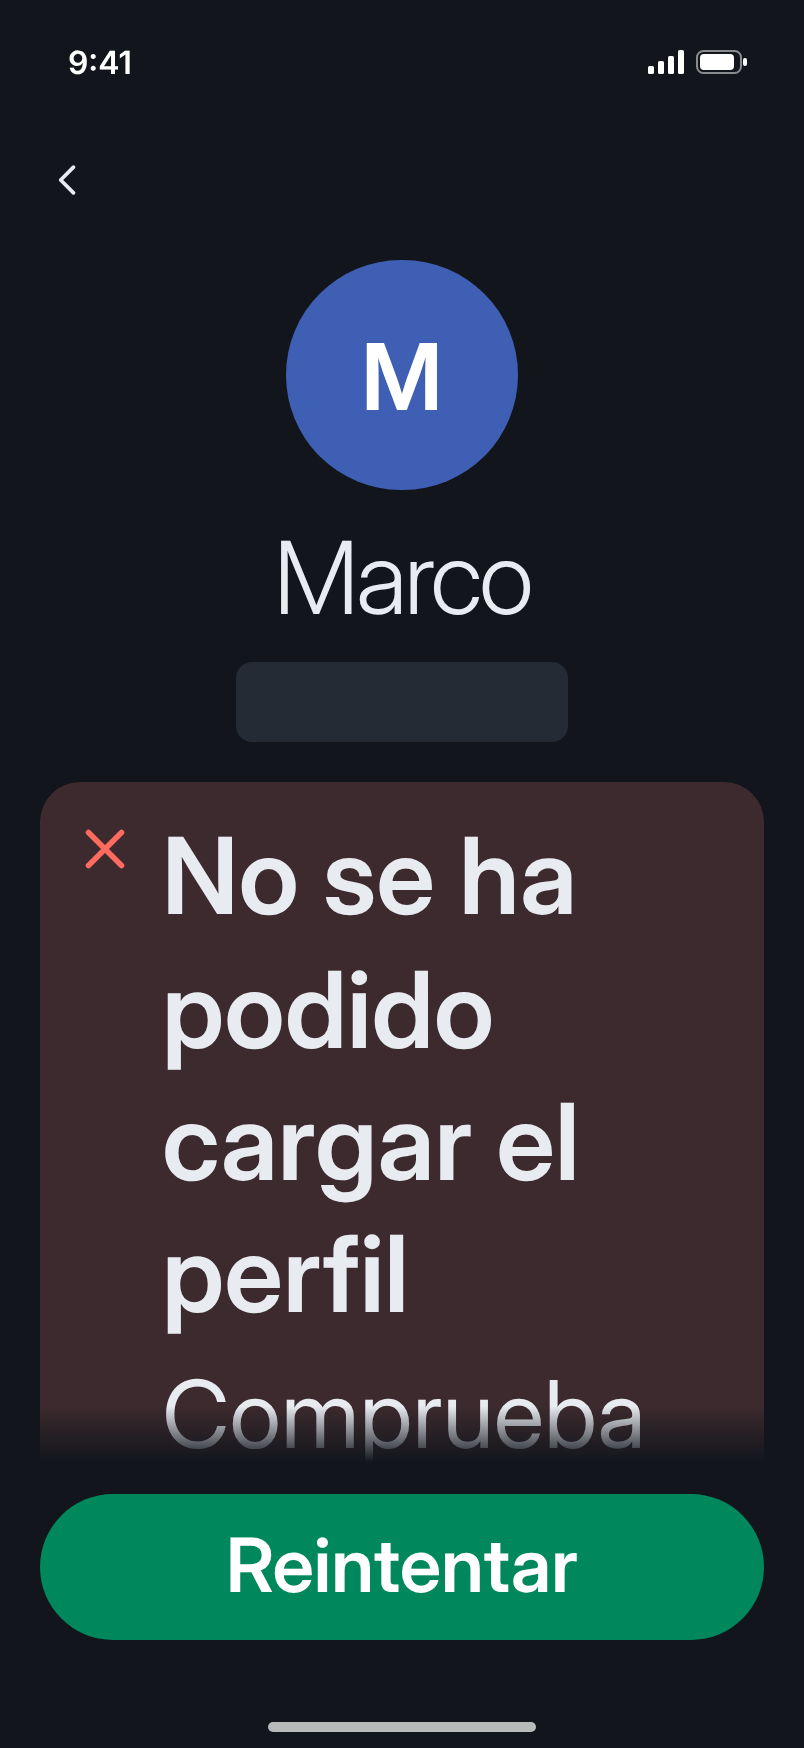 9:41
M
Marco
No se ha
podido
cargar el
perfil
Comprueba
Reintentar